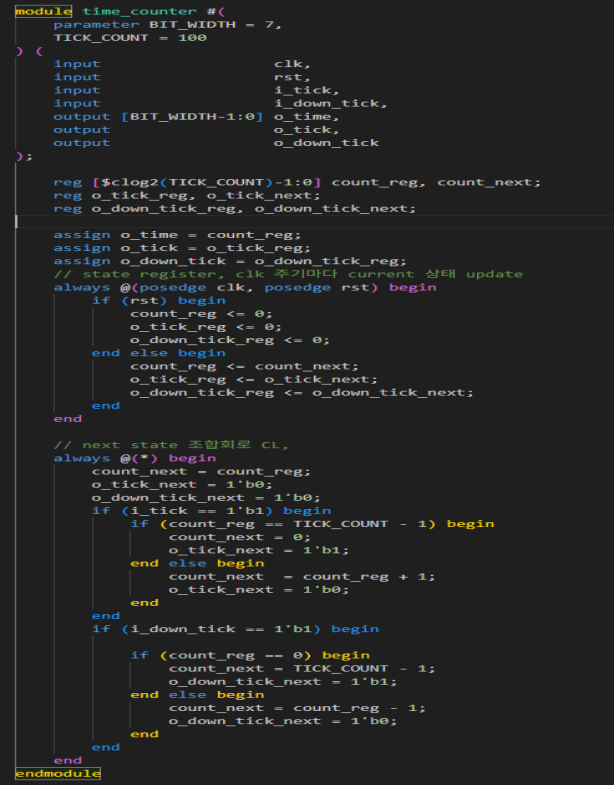 module time_counter #(
    parameter BIT_WIDTH = 7,
    TICK_COUNT = 100
) (
    input                   clk,
    input                   rst,
    input                   i_tick,
    input                   i_down_tick,
    output [BIT_WIDTH-1:0] o_time,
    output                  o_tick,
    output                  o_down_tick
);
    reg [$clog2(TICK_COUNT)-1:0] count_reg, count_next;
    reg o_tick_reg, o_tick_next;
    reg o_down_tick_reg, o_down_tick_next;
    assign o_time = count_reg;
    assign o_tick = o_tick_reg;
    assign o_down_tick = o_down_tick_reg;
    // state register, clk 주기마다 current 상태 update
    always @(posedge clk, posedge rst) begin
        if (rst) begin
            count_reg <= 0;
            o_tick_reg <= 0;
            o_down_tick_reg <= 0;
        end else begin
            count_reg <= count_next;
            o_tick_reg <= o_tick_next;
            o_down_tick_reg <= o_down_tick_next;
        end
    end
    // next state 조합회로 CL,
    always @(*) begin
        count_next = count_reg;
        o_tick_next = 1'b0;
        o_down_tick_next = 1'b0;
        if (i_tick == 1'b1) begin
            if (count_reg == TICK_COUNT - 1) begin
                count_next = 0;
                o_tick_next = 1'b1;
            end else begin
                count_next  = count_reg + 1;
                o_tick_next = 1'b0;
            end
        end
        if (i_down_tick == 1'b1) begin
            if (count_reg == 0) begin
                count_next = TICK_COUNT - 1;
                o_down_tick_next = 1'b1;
            end else begin
                count_next = count_reg - 1;
                o_down_tick_next = 1'b0;
            end
        end
    end
endmodule